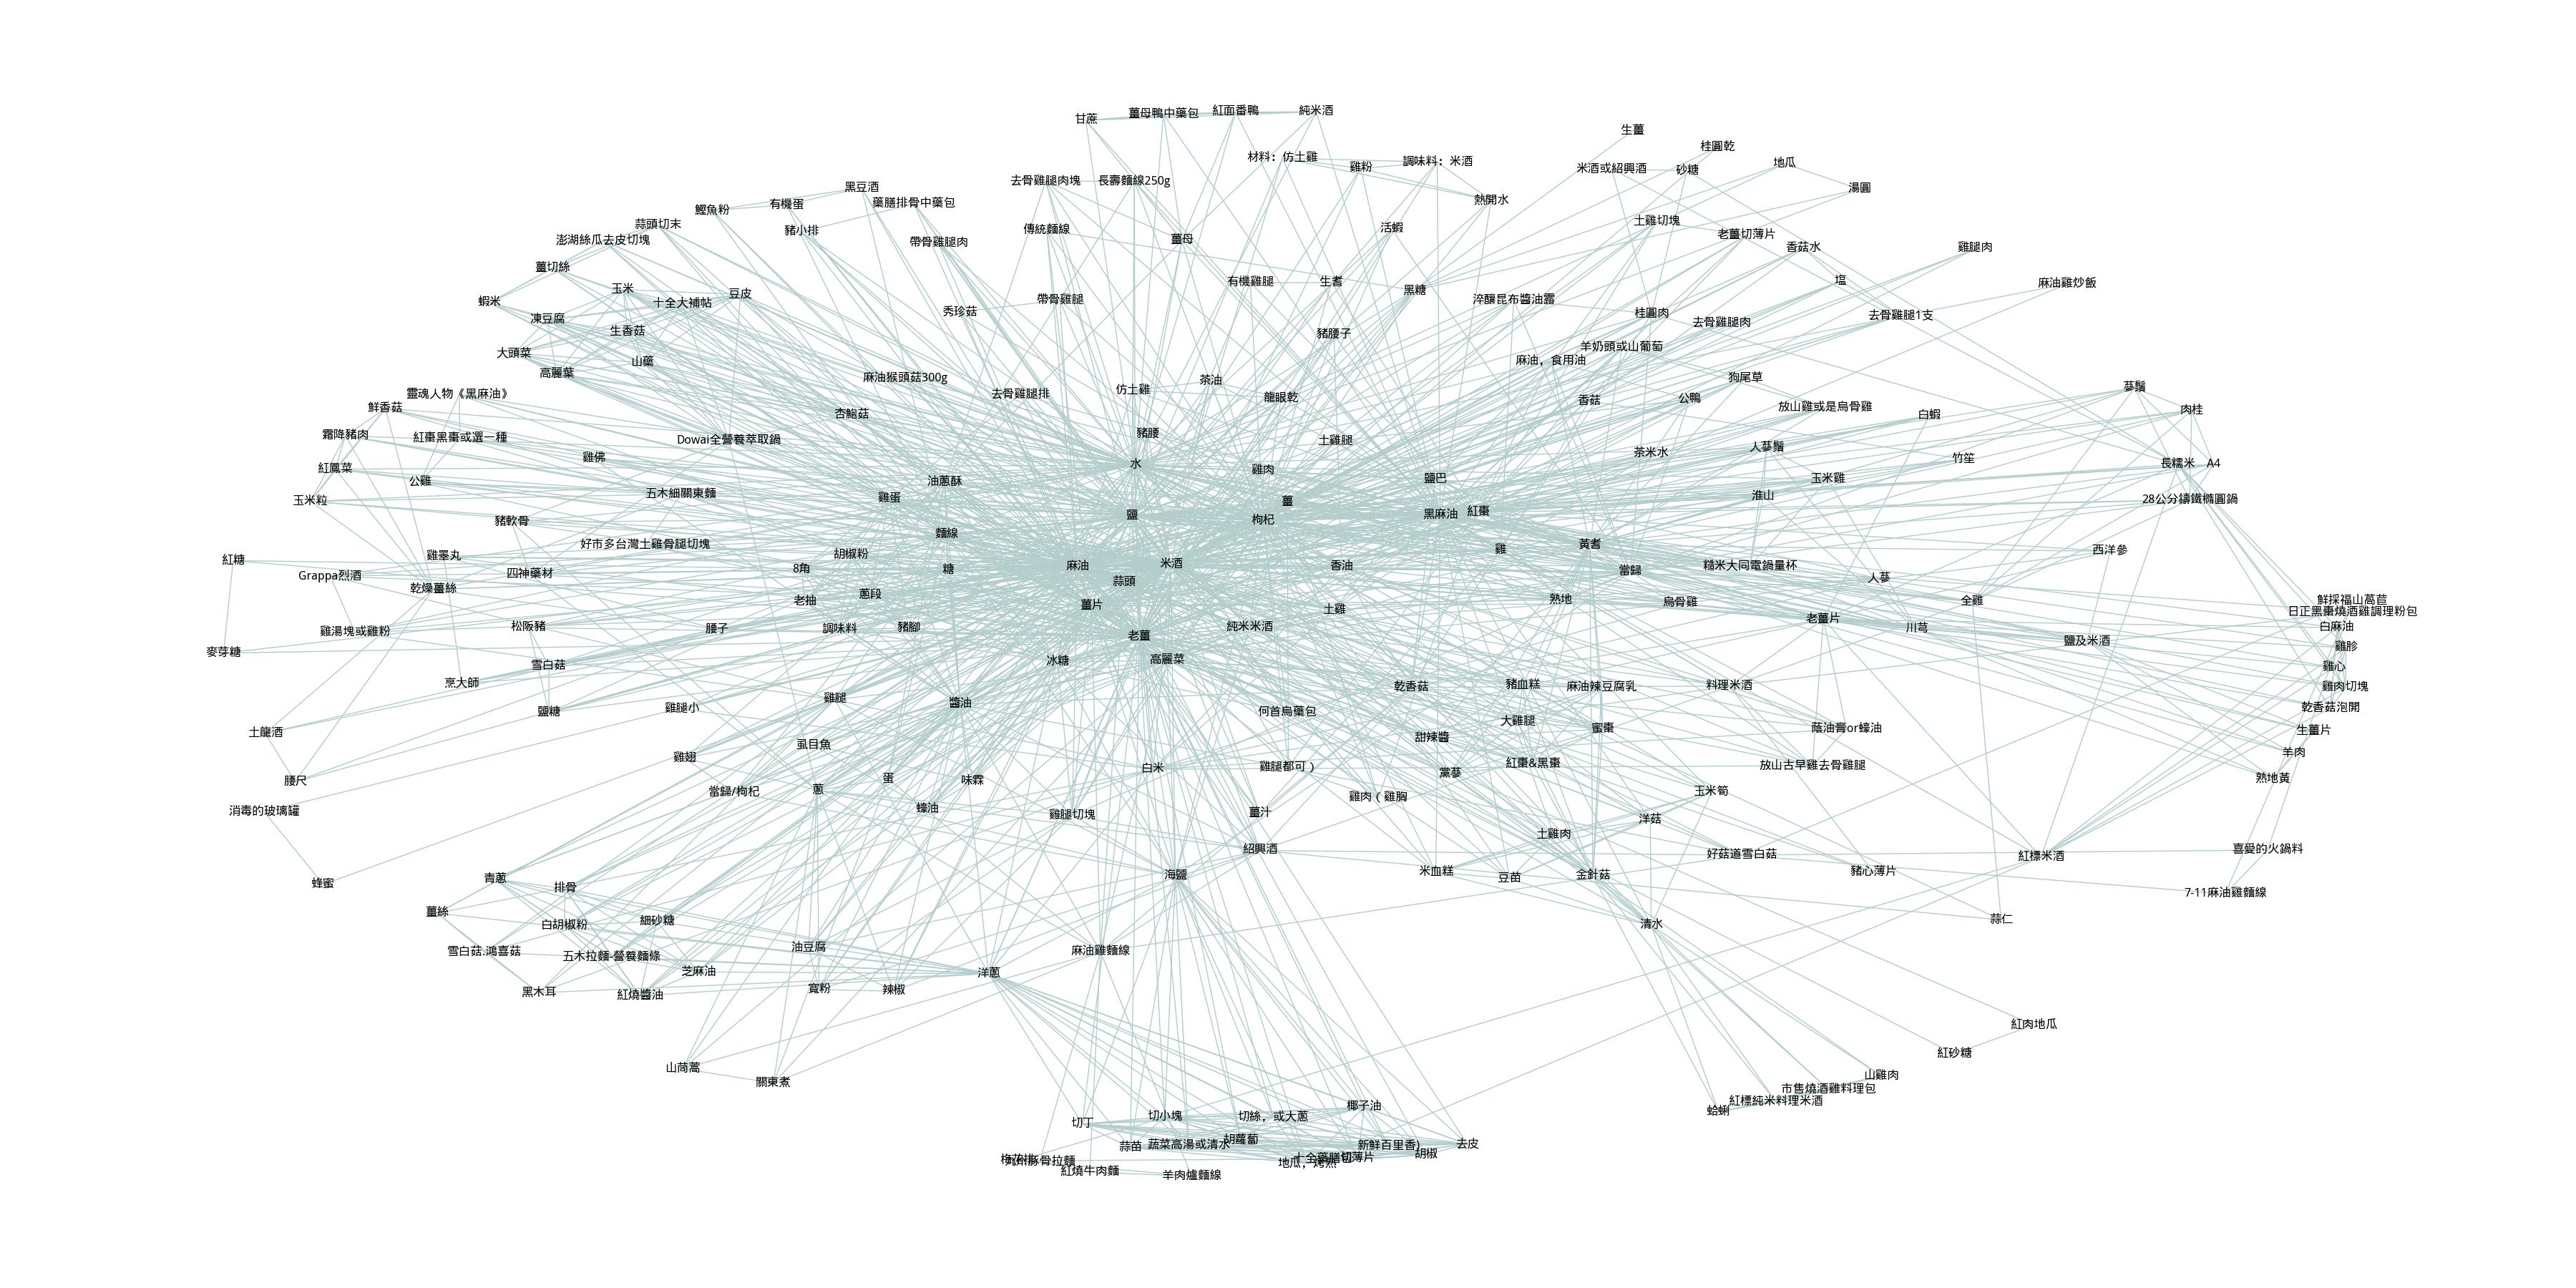 甘蔗
薑母鴨中藥包
紅面番鴨
純米酒
生薑
桂圓乾
材料：仿土雞
雞粉
調味料：米酒
米酒或紹興酒
砂糖
地瓜
黑豆酒
去骨雞腿肉塊
長壽麵線250g
湯圓
鰹魚粉
有機蛋
藥膳排骨中藥包
熱開水
蒜頭切末
豬小排
傳統麵線
活蝦
土雞切塊
澎湖絲瓜去皮切塊
帶骨雞腿肉
薑母
老薑切薄片
香菇水
雞腿肉
薑切絲
有機雞腿
生耆
塩
麻油雞炒飯
玉米
豆皮
黑糖
蝦米
十全大補帖
秀珍菇
帶骨雞腿
淬釀昆布醬油露
桂圓肉
去骨雞腿肉
去骨雞腿1支
凍豆腐
生香菇
豬腰子
大頭菜
山藥
羊奶頭或山葡萄
麻油，食用油
高麗葉
麻油猴頭菇300g
仿土雞
茶油
狗尾草
蔘鬚
靈魂人物《黑麻油》
去骨雞腿排
龍眼乾
香菇
公鴨
鮮香菇
杏鮑菇
放山雞或是烏骨雞
白蝦
肉桂
霜降豬肉
紅棗黑棗或選一種
Dowai全營養萃取鍋
豬腰
土雞腿
茶米水
人蔘鬚
紅鳳菜
雞佛
水
雞肉
竹笙
長糯米
A4
公雞
油蔥酥
鹽巴
玉米雞
玉米粒
五木細關東麵
雞蛋
薑
淮山
28公分鑄鐵橢圓鍋
豬軟骨
鹽
枸杞
黑麻油
紅棗
好市多台灣土雞骨腿切塊
麵線
雞
黃耆
西洋參
紅糖
雞睪丸
胡椒粉
麻油
米酒
香油
糙米大同電鍋量杯
Grappa烈酒
四神藥材
8角
糖
蒜頭
當歸
人蔘
乾燥薑絲
老抽
蔥段
薑片
土雞
熟地
烏骨雞
全雞
鮮採福山萵苣
日正黑棗燒酒雞調理粉包
雞湯塊或雞粉
松阪豬
腰子
調味料
豬腳
純米米酒
老薑片
川芎
白麻油
麥芽糖
老薑
鹽及米酒
雞胗
雪白菇
冰糖
高麗菜
雞心
烹大師
乾香菇
豬血糕
麻油辣豆腐乳
料理米酒
雞肉切塊
鹽糖
雞腿小
雞腿
醬油
何首烏藥包
大雞腿
乾香菇泡開
土龍酒
虱目魚
甜辣醬
蜜棗
蔭油膏or蠔油
生薑片
雞翅
白米
雞腿都可）
黨蔘
紅棗&黑棗
放山古早雞去骨雞腿
羊肉
腰尺
當歸/枸杞
蔥
蛋
味霖
熟地黃
消毒的玻璃罐
蠔油
雞腿切塊
薑汁
雞肉（雞胸
玉米筍
洋菇
土雞肉
紹興酒
好菇道雪白菇
紅標米酒
喜愛的火鍋料
蜂蜜
青蔥
排骨
海鹽
米血糕
豆苗
金針菇
豬心薄片
7-11麻油雞麵線
薑絲
白胡椒粉
細砂糖
清水
蒜仁
雪白菇.鴻喜菇
五木拉麵-營養麵條
油豆腐
麻油雞麵線
芝麻油
洋蔥
黑木耳
紅燒醬油
寬粉
辣椒
紅肉地瓜
紅砂糖
山茼蒿
關東煮
山雞肉
市售燒酒雞料理包
紅標純米料理米酒
蛤蜊
切丁
切小塊
切絲，或大蔥
椰子油
蒜苗
蔬菜高湯或清水
胡蘿蔔
新鮮百里香)
去皮
胡椒
切薄片
紅燒牛肉麵
羊肉爐麵線